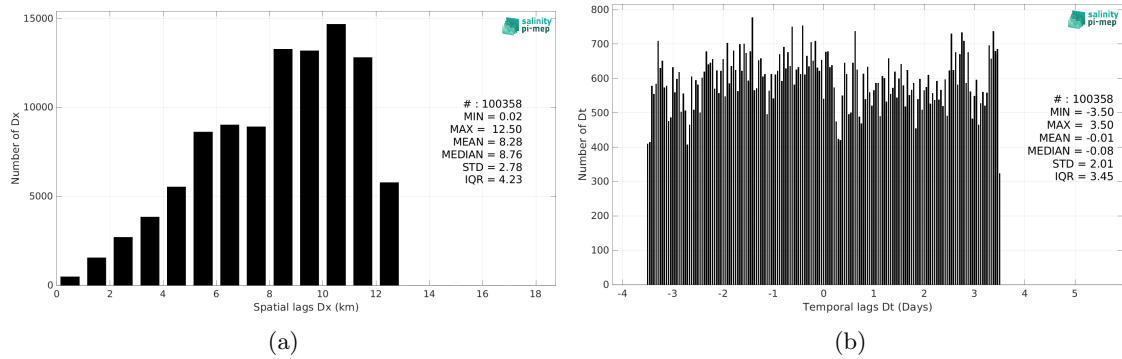 15000
10000
5000
0
Number of Dx
0 2 4 6 8 10 12 14 16 18
Spatial lags Dx (km)
salinity
pi-mep
# : 100358
MIN = 0.02
MAX = 12.50
MEAN = 8.28
MEDIAN = 8.76
STD = 2.78
IQR = 4.23
(a)
800
700
600
500
400
300
200
100
0
Number of Dt
-4 -3 -2 -1 0 1 2 3 4 5
Temporal lags Dt (Days)
salinity
pi-mep
# : 100358
MIN = -3.50
MAX = 3.50
MEAN = -0.01
MEDIAN = -0.08
STD = 2.01
IQR = 3.45
(b)